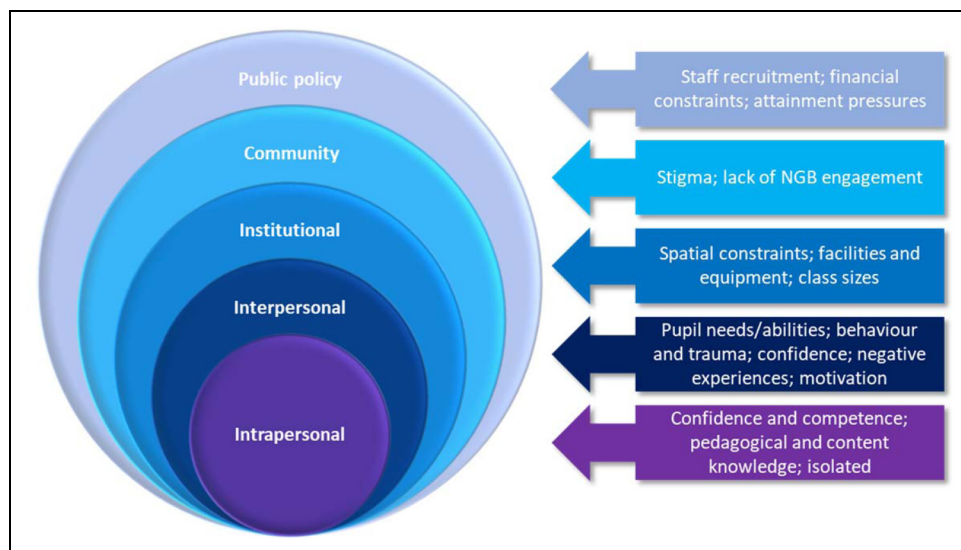 Public policy
Community
Institutional
Interpersonal
Intrapersonal
Staff recruitment; financial
constraints; attainment pressures
Stigma; lack of NGB engagement
Spatial constraints; facilities and
equipment; class sizes
Pupil needs/abilities; behaviour
and trauma; confidence; negative
experiences; motivation
Confidence and competence;
pedagogical and content
knowledge; isolated